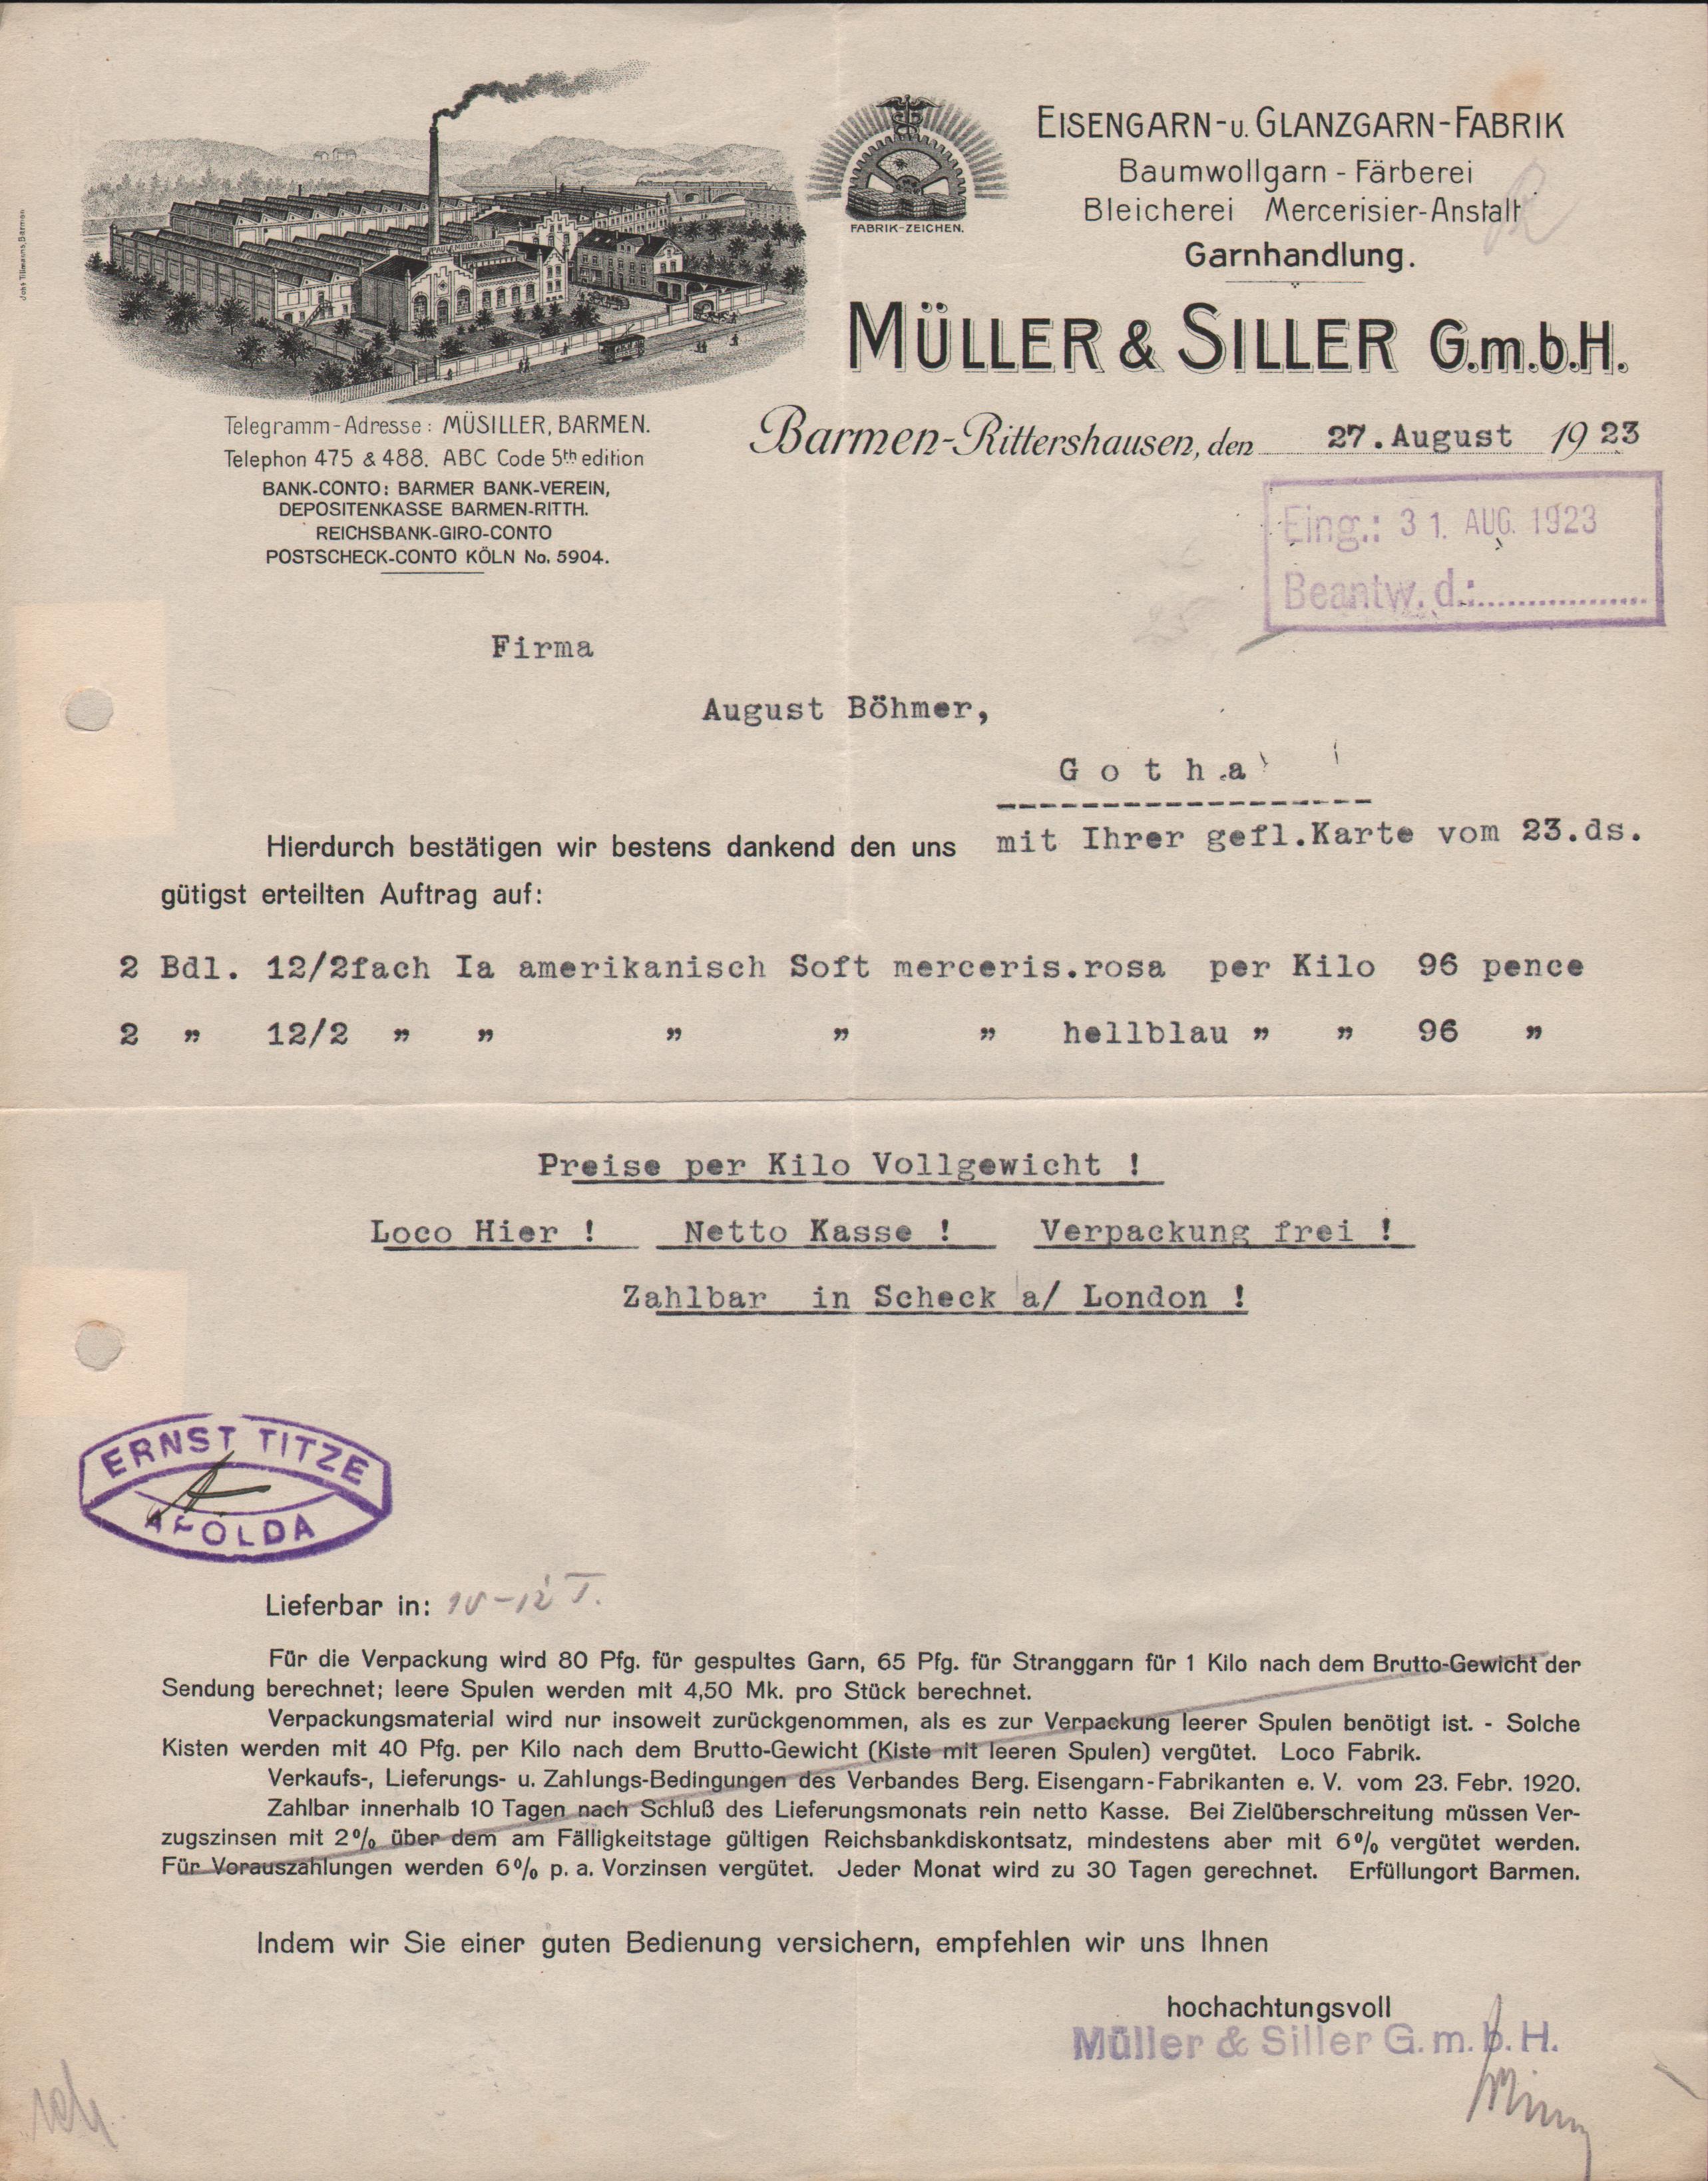 Johs Tillmanns, Barmen
PAUL & MÜLLER & SILLER
FABRIK-ZEICHEN.
EISENGARN-u. GLANZGARN-FABRIK
Baumwollgarn - Färberei
Bleicherei Mercerisier-Anstalt
Garnhandlung.
MÜLLER & SILLER G.m.b.H.
Telegramm-Adresse: MÜSILLER, BARMEN.
Telephon 475 & 488. ABC Code 5th edition
BANK-CONTO: BARMER BANK-VEREIN,
DEPOSITENKASSE BARMEN-RITTH.
REICHSBANK-GIRO-CONTO
POSTSCHECK-CONTO KÖLN No. 5904.
Barmen-Rittershausen, den 27.August 1923
Eing.: 31. AUG. 1923
Beantw. d.:..................
Firma
August Böhmer,
Gotha
------------------
Hierdurch bestätigen wir bestens dankend den uns mit Ihrer gefl.Karte vom 23.ds.
gütigst erteilten Auftrag auf:
2 Bdl. 12/2fach Ia amerikanisch Soft merceris.rosa per Kilo 96 pence
2 " 12/2 " " " " " hellblau " " 96 "
Preise per Kilo Vollgewicht !
Loco Hier ! Netto Kasse ! Verpackung frei !
Zahlbar in Scheck a/ London !
ERNST TITZE
APOLDA
Lieferbar in: 10-12 T.
Für die Verpackung wird 80 Pfg. für gespultes Garn, 65 Pfg. für Stranggarn für 1 Kilo nach dem Brutto-Gewicht der
Sendung berechnet; leere Spulen werden mit 4,50 Mk. pro Stück berechnet.
Verpackungsmaterial wird nur insoweit zurückgenommen, als es zur Verpackung leerer Spulen benötigt ist. - Solche
Kisten werden mit 40 Pfg. per Kilo nach dem Brutto-Gewicht (Kiste mit leeren Spulen) vergütet. Loco Fabrik.
Verkaufs-, Lieferungs- u. Zahlungs-Bedingungen des Verbandes Berg. Eisengarn-Fabrikanten e. V. vom 23. Febr. 1920.
Zahlbar innerhalb 10 Tagen nach Schluß des Lieferungsmonats rein netto Kasse. Bei Zielüberschreitung müssen Ver-
zugszinsen mit 2% über dem am Fälligkeitstage gültigen Reichsbankdiskontsatz, mindestens aber mit 6% vergütet werden.
Für Vorauszahlungen werden 6% p. a. Vorzinsen vergütet. Jeder Monat wird zu 30 Tagen gerechnet. Erfüllungort Barmen.
Indem wir Sie einer guten Bedienung versichern, empfehlen wir uns Ihnen
hochachtungsvoll
Müller & Siller G.m.b.H.